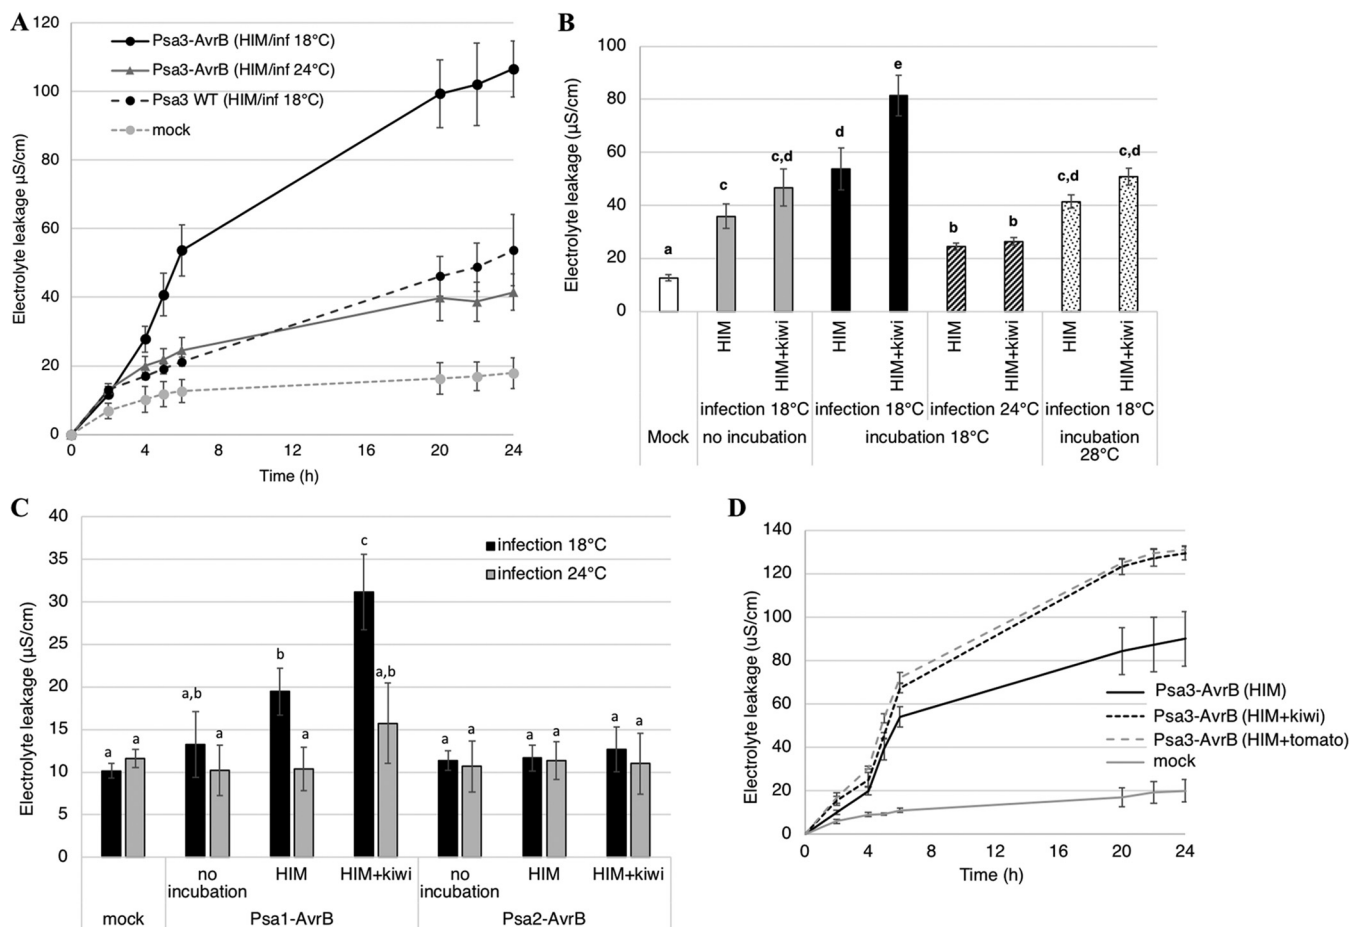 A
120
100
80
60
40
20
0
Electrolyte leakage µS/cm
Psa3-AvrB (HIM/inf 18°C)
Psa3-AvrB (HIM/inf 24°C)
Psa3 WT (HIM/inf 18°C)
mock
0 4 8 12 16 20 24
Time (h)
B
100
80
60
40
20
0
Electrolyte leakage (µS/cm)
a
c
c,d
d
e
b
b
c,d
c,d
HIM
HIM+kiwi
HIM
HIM+kiwi
HIM
HIM+kiwi
HIM
HIM+kiwi
infection 18°C infection 18°C infection 24°C infection 18°C
Mock no incubation incubation 18°C incubation
28°C
C
40
35
30
25
20
15
10
5
0
Electrolyte leakage (µS/cm)
infection 18°C
infection 24°C
a a a,b a b a c a,b a a a a a a
no
incubation
HIM HIM+kiwi
no
incubation
HIM HIM+kiwi
mock Psa1-AvrB Psa2-AvrB
D
140
120
100
80
60
40
20
0
Electrolyte leakage (uS/cm)
Psa3-AvrB (HIM)
Psa3-AvrB (HIM+kiwi)
Psa3-AvrB (HIM+tomato)
mock
0 4 8 12 16 20 24
Time (h)